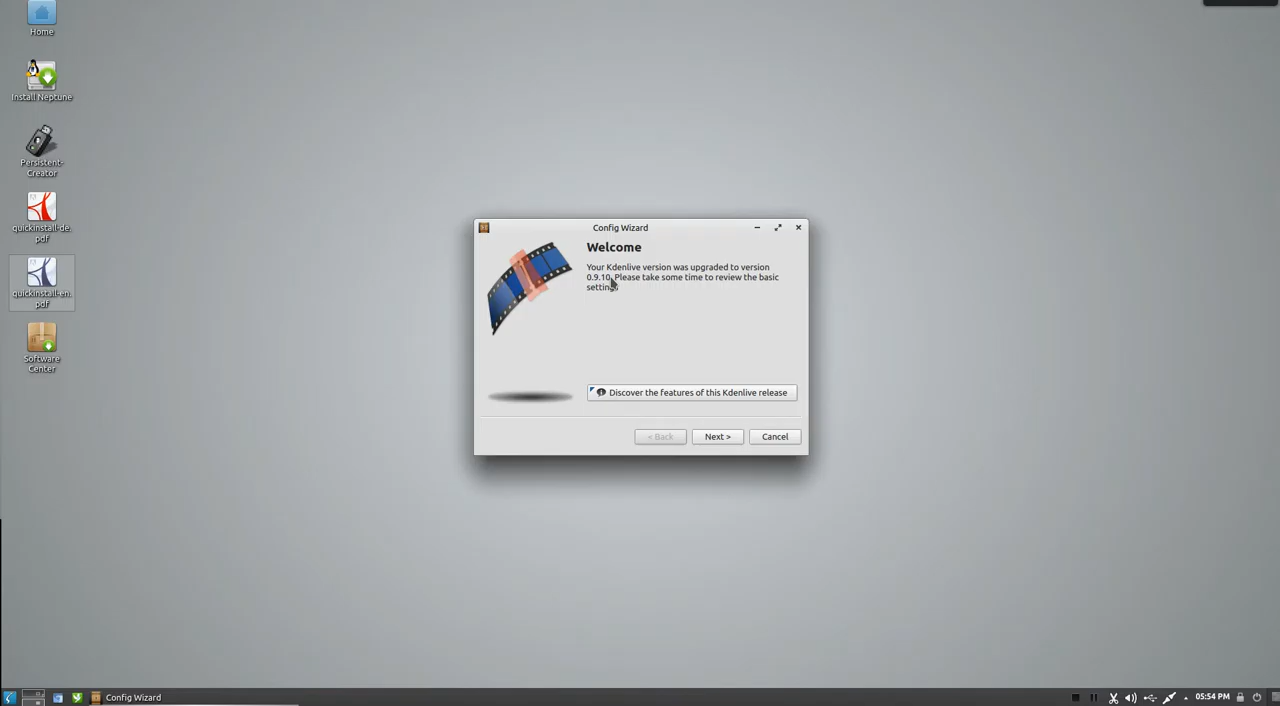 Home
Install Neptune
Persistent-
Creator
quickinstall-de.
pdf
quickinstall-en.
pdf
Software
Center
Config Wizard
Welcome
Your Kdenlive version was upgraded to version
0.9.10. Please take some time to review the basic
settings
Discover the features of this Kdenlive release
< Back
Next >
Cancel
Config Wizard
05:54 PM